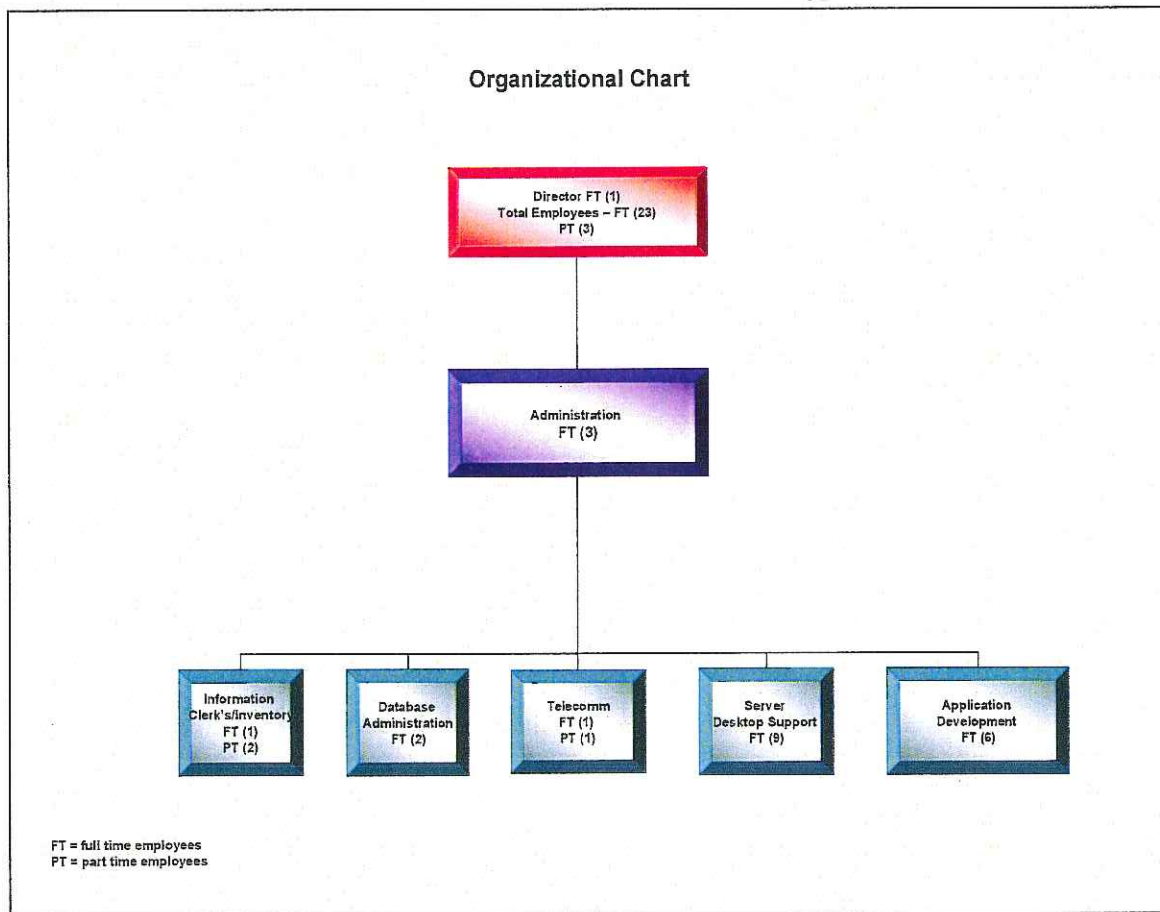 Organizational Chart
Director FT (1)
Total Employees – FT (23)
PT (3)
Administration
FT (3)
Information
Clerk's/inventory
FT (1)
PT (2)
Database
Administration
FT (2)
Telecomm
FT (1)
PT (1)
Server
Desktop Support
FT (9)
Application
Development
FT (6)
FT = full time employees
PT = part time employees